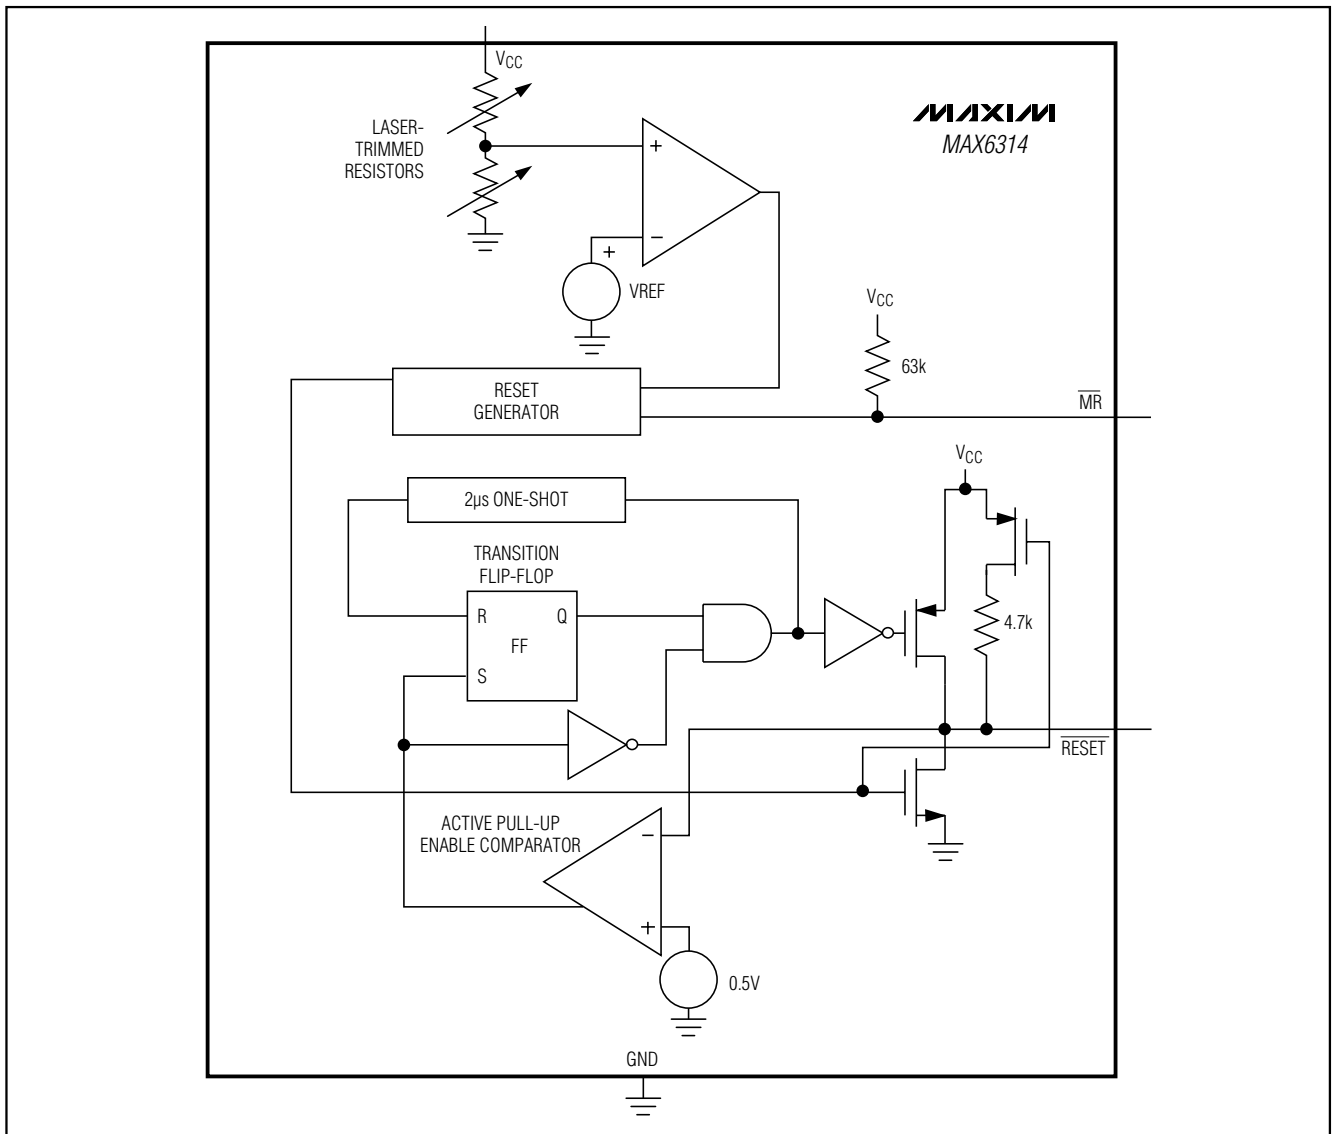 VCC
LASER-
TRIMMED
RESISTORS
MAXIM
MAX6314
+
−
+
VREF
VCC
63k
RESET
GENERATOR
MR
VCC
2µs ONE-SHOT
TRANSITION
FLIP-FLOP
R
Q
FF
S
4.7k
RESET
ACTIVE PULL-UP
ENABLE COMPARATOR
−
+
0.5V
GND